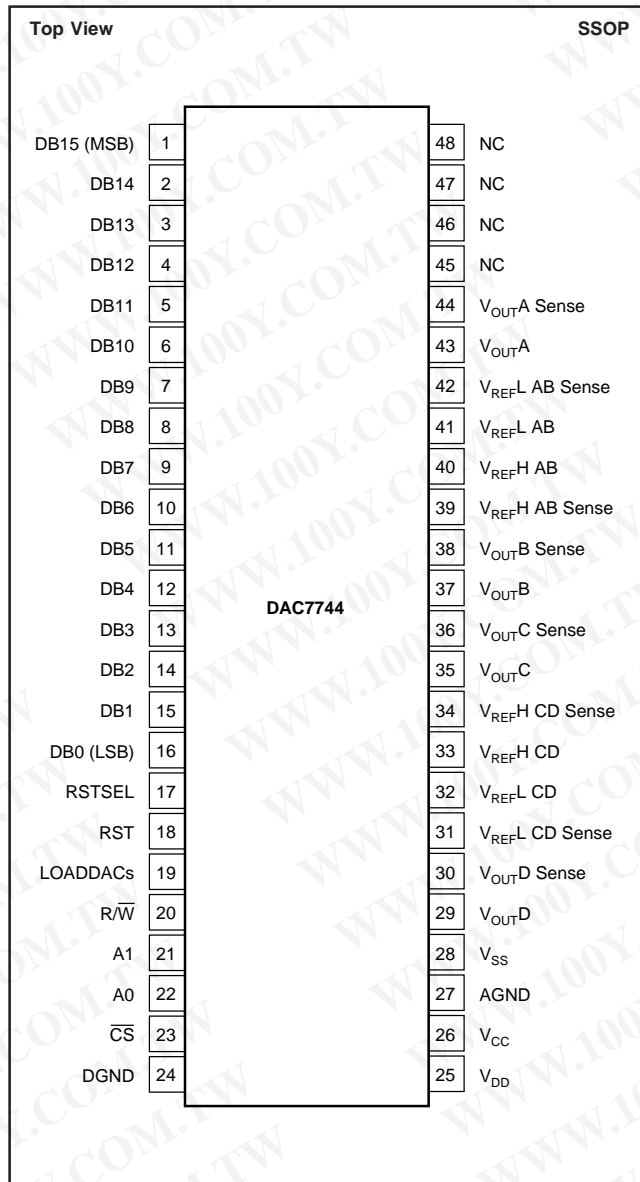 Top View SSOP
DB15 (MSB) 1 48 NC
DB14 2 47 NC
DB13 3 46 NC
DB12 4 45 NC
DB11 5 44 VOUTA Sense
DB10 6 43 VOUTA
DB9 7 42 VREFL AB Sense
DB8 8 41 VREFL AB
DB7 9 40 VREFH AB
DB6 10 39 VREFH AB Sense
DB5 11 38 VOUTB Sense
DB4 12 37 VOUTB
DAC7744
DB3 13 36 VOUTC Sense
DB2 14 35 VOUTC
DB1 15 34 VREFH CD Sense
DB0 (LSB) 16 33 VREFH CD
RSTSEL 17 32 VREFL CD
RST 18 31 VREFL CD Sense
LOADDACs 19 30 VOUTD Sense
R/W̅ 20 29 VOUTD
A1 21 28 VSS
A0 22 27 AGND
C̅S̅ 23 26 VCC
DGND 24 25 VDD
WWW.100Y.COM.TW